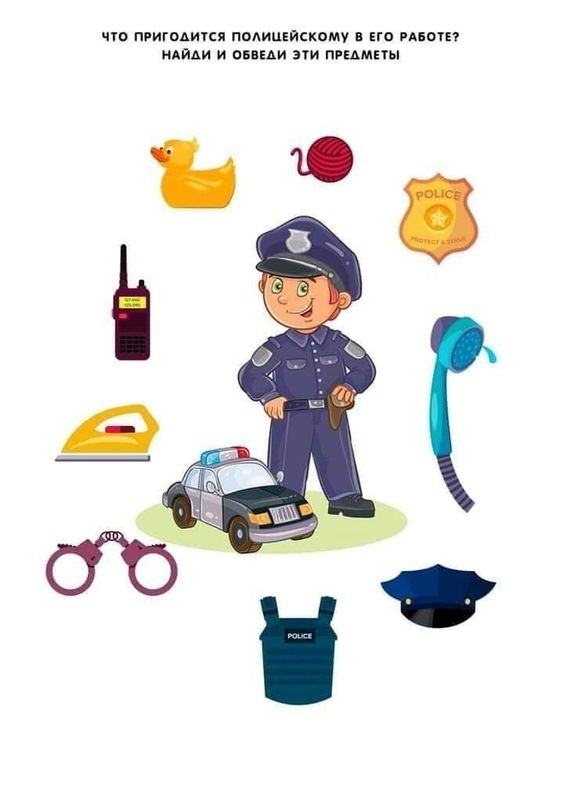 ЧТО ПРИГОДИТСЯ ПОЛИЦЕЙСКОМУ В ЕГО РАБОТЕ?
НАЙДИ И ОБВЕДИ ЭТИ ПРЕДМЕТЫ
POLICE
PROTECT & SERVE
POLICE